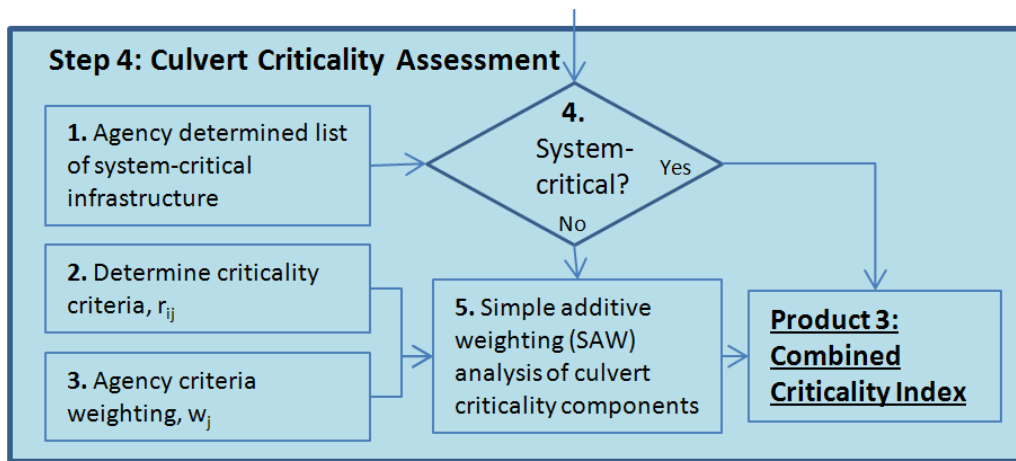 Step 4: Culvert Criticality Assessment
1. Agency determined list
of system-critical
infrastructure
4.
System-
critical?
Yes
No
2. Determine criticality
criteria, rij
3. Agency criteria
weighting, wj
5. Simple additive
weighting (SAW)
analysis of culvert
criticality components
Product 3:
Combined
Criticality Index